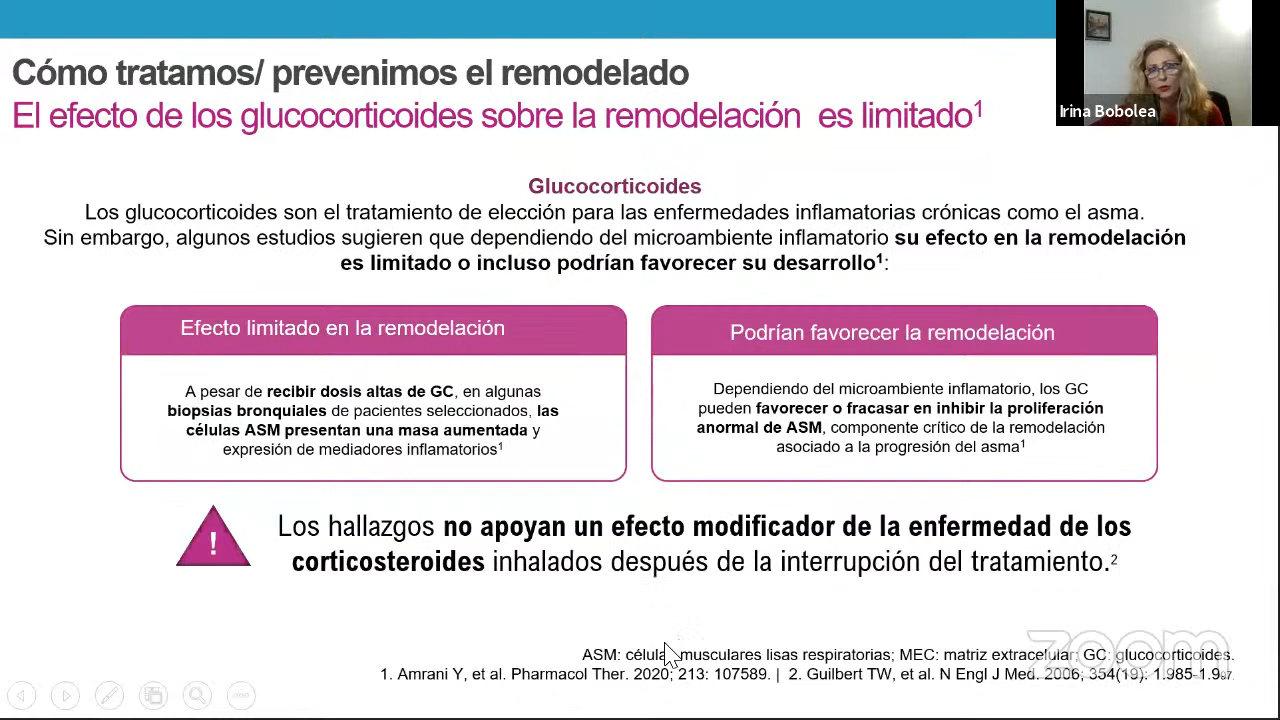 Cómo tratamos/ prevenimos el remodelado
El efecto de los glucocorticoides sobre la remodelación es limitado¹
Irina Bobolea
Glucocorticoides
Los glucocorticoides son el tratamiento de elección para las enfermedades inflamatorias crónicas como el asma.
Sin embargo, algunos estudios sugieren que dependiendo del microambiente inflamatorio su efecto en la remodelación
es limitado o incluso podrían favorecer su desarrollo¹:
Efecto limitado en la remodelación
A pesar de recibir dosis altas de GC, en algunas
biopsias bronquiales de pacientes seleccionados, las
células ASM presentan una masa aumentada y
expresión de mediadores inflamatorios¹
Podrían favorecer la remodelación
Dependiendo del microambiente inflamatorio, los GC
pueden favorecer o fracasar en inhibir la proliferación
anormal de ASM, componente crítico de la remodelación
asociado a la progresión del asma¹
!
Los hallazgos no apoyan un efecto modificador de la enfermedad de los
corticosteroides inhalados después de la interrupción del tratamiento.²
ASM: células musculares lisas respiratorias; MEC: matriz extracelular; GC: glucocorticoides.
1. Amrani Y, et al. Pharmacol Ther. 2020; 213: 107589. | 2. Guilbert TW, et al. N Engl J Med. 2006; 354(19): 1.985-1.997.
zoom